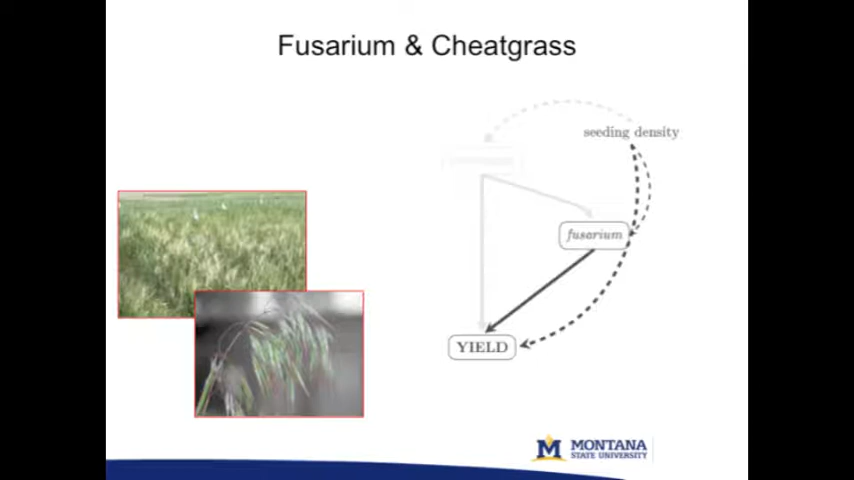 Fusarium & Cheatgrass
seeding density
fusarium
YIELD
M MONTANA
STATE UNIVERSITY